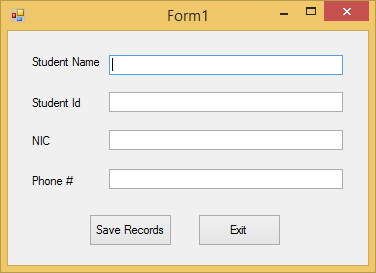 Form1
Student Name
Student Id
NIC
Phone #
Save Records Exit